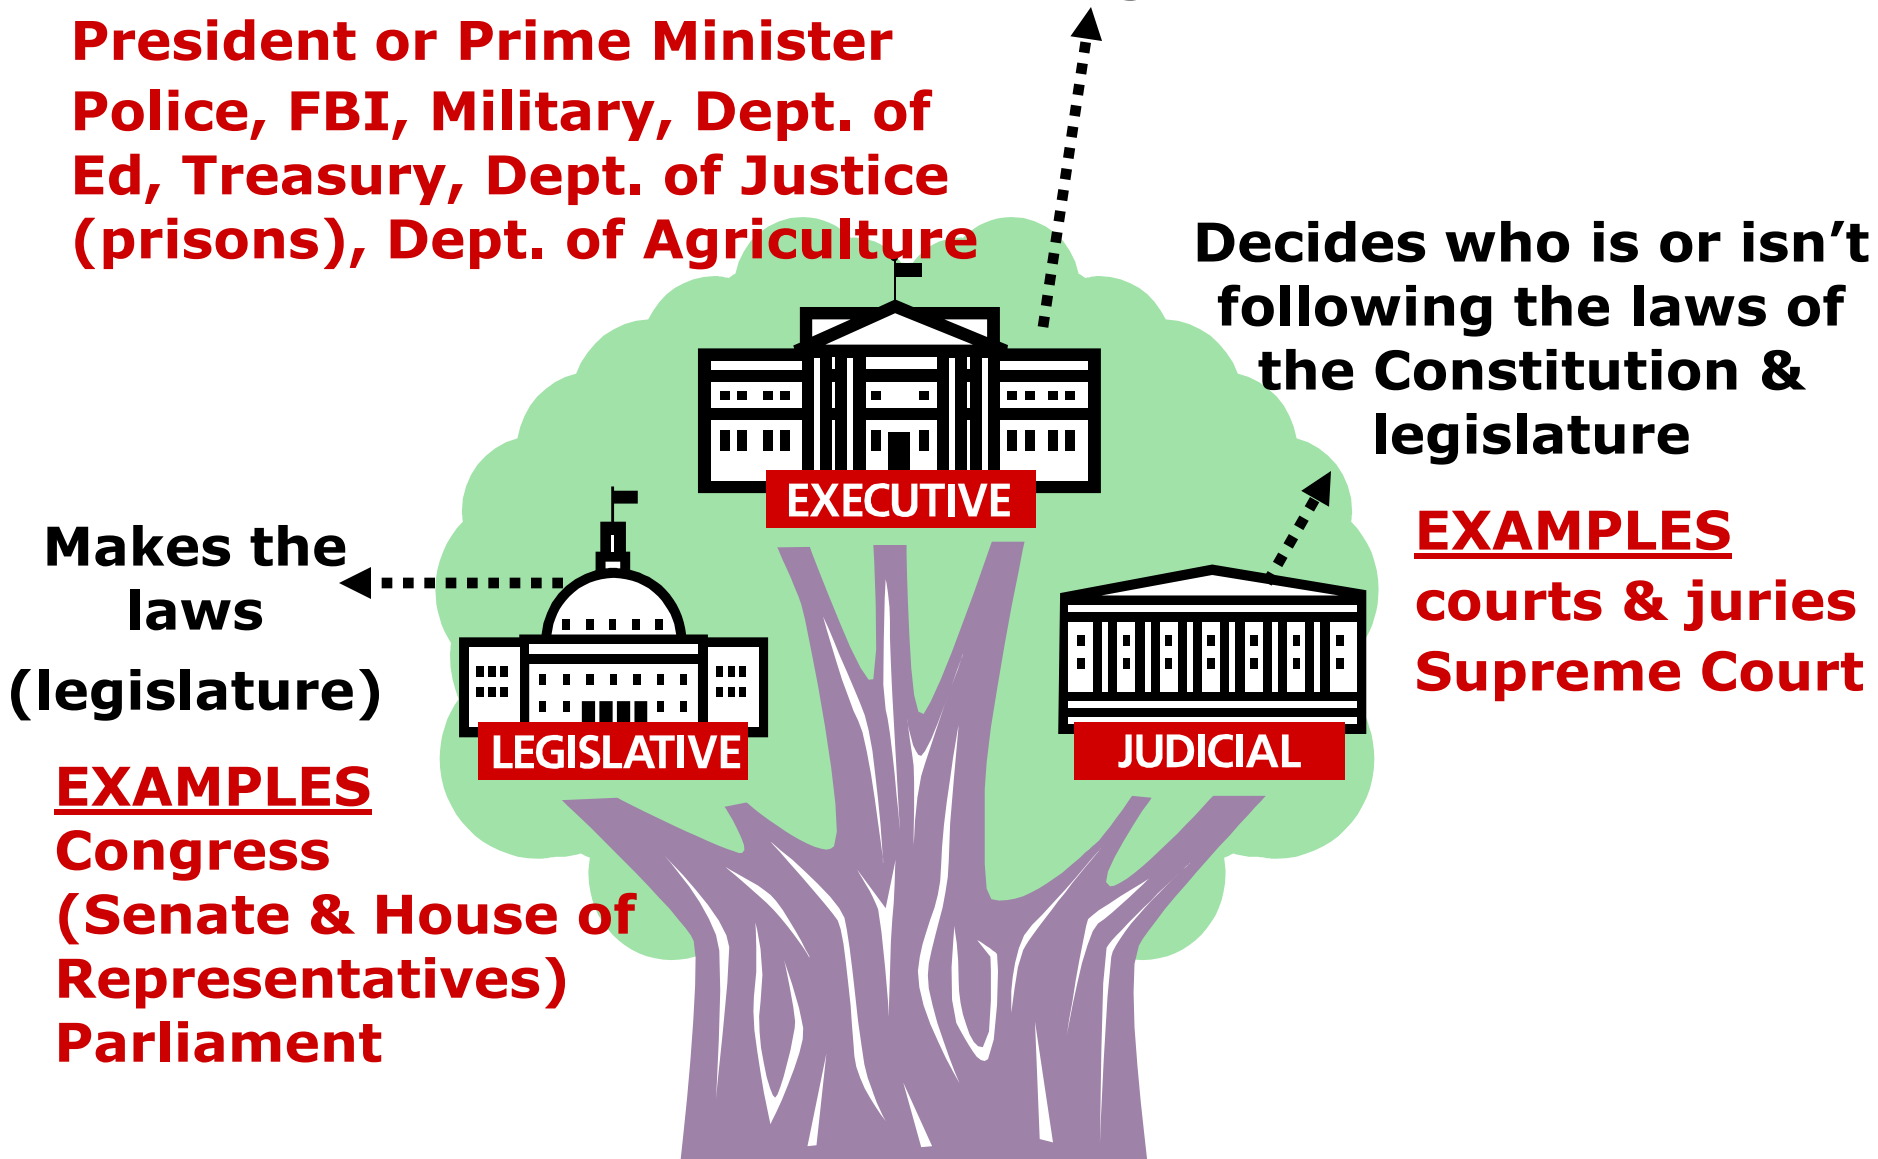 President or Prime Minister
Police, FBI, Military, Dept. of
Ed, Treasury, Dept. of Justice
(prisons), Dept. of Agriculture
Decides who is or isn’t
following the laws of
the Constitution &
legislature
EXAMPLES
courts & juries
Supreme Court
EXECUTIVE
Makes the
laws
(legislature)
LEGISLATIVE
JUDICIAL
EXAMPLES
Congress
(Senate & House of
Representatives)
Parliament